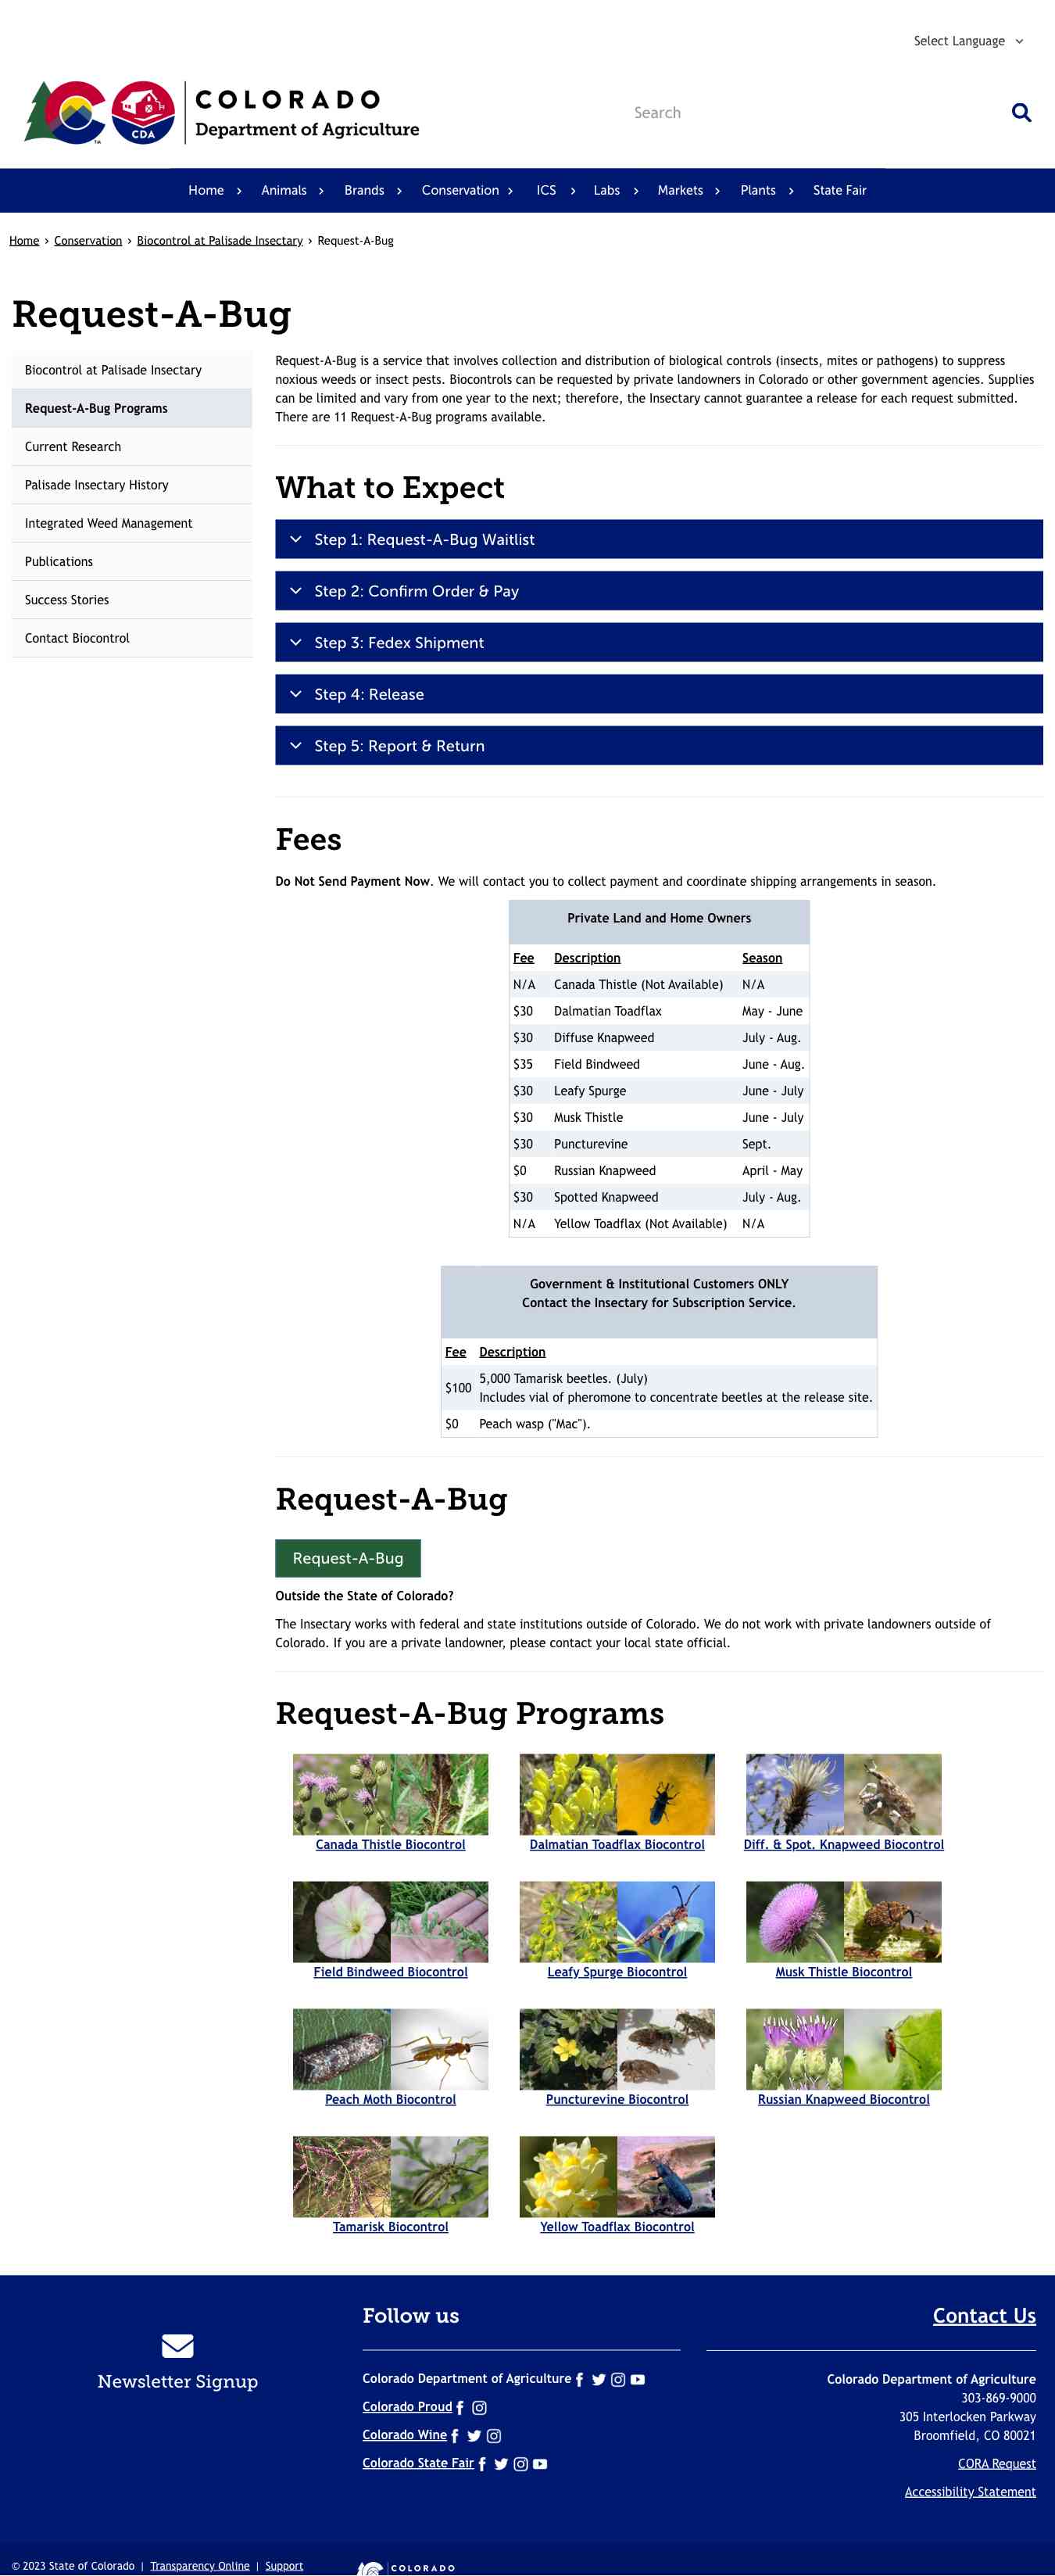 Select Language
CDA
COLORADO
Department of Agriculture
Search
Home
Animals
Brands
Conservation
ICS
Labs
Markets
Plants
State Fair
Home › Conservation › Biocontrol at Palisade Insectary › Request-A-Bug
Request-A-Bug
Biocontrol at Palisade Insectary
Request-A-Bug Programs
Current Research
Palisade Insectary History
Integrated Weed Management
Publications
Success Stories
Contact Biocontrol
Request-A-Bug is a service that involves collection and distribution of biological controls (insects, mites or pathogens) to suppress
noxious weeds or insect pests. Biocontrols can be requested by private landowners in Colorado or other government agencies. Supplies
can be limited and vary from one year to the next; therefore, the Insectary cannot guarantee a release for each request submitted.
There are 11 Request-A-Bug programs available.
What to Expect
Step 1: Request-A-Bug Waitlist
Step 2: Confirm Order & Pay
Step 3: Fedex Shipment
Step 4: Release
Step 5: Report & Return
Fees
Do Not Send Payment Now. We will contact you to collect payment and coordinate shipping arrangements in season.
Private Land and Home Owners
Fee Description Season
N/A Canada Thistle (Not Available) N/A
$30 Dalmatian Toadflax May - June
$30 Diffuse Knapweed July - Aug.
$35 Field Bindweed June - Aug.
$30 Leafy Spurge June - July
$30 Musk Thistle June - July
$30 Puncturevine Sept.
$0 Russian Knapweed April - May
$30 Spotted Knapweed July - Aug.
N/A Yellow Toadflax (Not Available) N/A
Government & Institutional Customers ONLY
Contact the Insectary for Subscription Service.
Fee Description
$100 5,000 Tamarisk beetles. (July)
Includes vial of pheromone to concentrate beetles at the release site.
$0 Peach wasp ("Mac").
Request-A-Bug
Request-A-Bug
Outside the State of Colorado?
The Insectary works with federal and state institutions outside of Colorado. We do not work with private landowners outside of
Colorado. If you are a private landowner, please contact your local state official.
Request-A-Bug Programs
Canada Thistle Biocontrol
Dalmatian Toadflax Biocontrol
Diff. & Spot. Knapweed Biocontrol
Field Bindweed Biocontrol
Leafy Spurge Biocontrol
Musk Thistle Biocontrol
Peach Moth Biocontrol
Puncturevine Biocontrol
Russian Knapweed Biocontrol
Tamarisk Biocontrol
Yellow Toadflax Biocontrol
Newsletter Signup
Follow us
Colorado Department of Agriculture
Colorado Proud
Colorado Wine
Colorado State Fair
Contact Us
Colorado Department of Agriculture
303-869-9000
305 Interlocken Parkway
Broomfield, CO 80021
CORA Request
Accessibility Statement
© 2023 State of Colorado | Transparency Online | Support
COLORADO